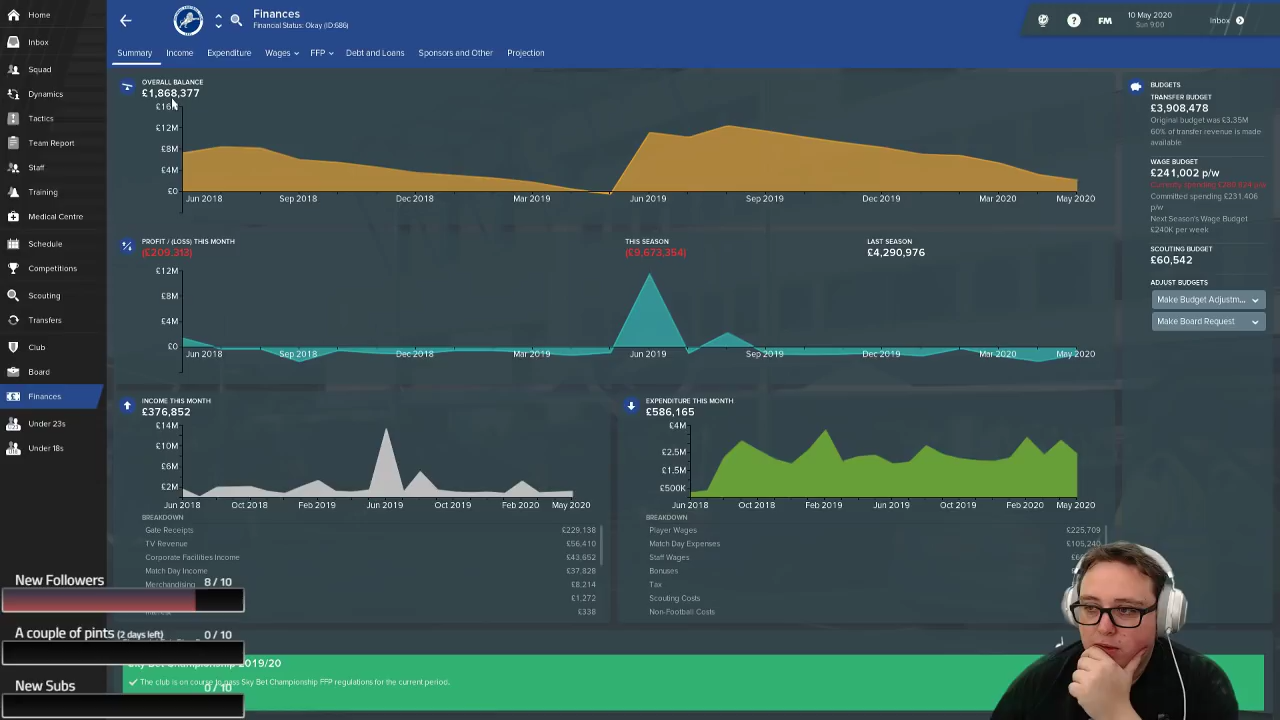 Home
Inbox
Squad
Dynamics
Tactics
Team Report
Staff
Training
Medical Centre
Schedule
Competitions
Scouting
Transfers
Club
Board
Finances
Under 23s
Under 18s
Finances
Financial Status: Okay (ID:686)
FM
10 May 2020
Sun 9:00
Inbox
Summary
Income
Expenditure
Wages
FFP
Debt and Loans
Sponsors and Other
Projection
OVERALL BALANCE
£1,868,377
£12M
£8M
£4M
£0
Jun 2018
Sep 2018
Dec 2018
Mar 2019
Jun 2019
Sep 2019
Dec 2019
Mar 2020
May 2020
PROFIT / (LOSS) THIS MONTH
(£209,313)
THIS SEASON
(£9,673,354)
LAST SEASON
£4,290,976
£12M
£8M
£4M
£0
Jun 2018
Sep 2018
Dec 2018
Mar 2019
Jun 2019
Sep 2019
Dec 2019
Mar 2020
May 2020
INCOME THIS MONTH
£376,852
£14M
£10M
£6M
£2M
Jun 2018
Oct 2018
Feb 2019
Jun 2019
Oct 2019
Feb 2020
May 2020
BREAKDOWN
Gate Receipts £229,138
TV Revenue £56,410
Corporate Facilities Income £43,652
Match Day Income £37,828
Merchandising £8,214
£1,272
Interest £338
EXPENDITURE THIS MONTH
£586,165
£4M
£2.5M
£1.5M
£500K
Jun 2018
Oct 2018
Feb 2019
Jun 2019
Oct 2019
Feb 2020
May 2020
BREAKDOWN
Player Wages £225,709
Match Day Expenses £105,240
Staff Wages
Bonuses
Tax
Scouting Costs
Non-Football Costs
BUDGETS
TRANSFER BUDGET
£3,908,478
Original budget was £3.35M
60% of transfer revenue is made
available
WAGE BUDGET
£241,002 p/w
Currently spending p/w
Committed spending £231,406
p/w
Next Season's Wage Budget
£240K per week
SCOUTING BUDGET
£60,542
ADJUST BUDGETS
Make Budget Adjustm...
Make Board Request
Sky Bet Championship 2019/20
The club is on course to pass Sky Bet Championship FFP regulations for the current period.
New Followers 8 / 10
A couple of pints (2 days left) 0 / 10
New Subs 0 / 10